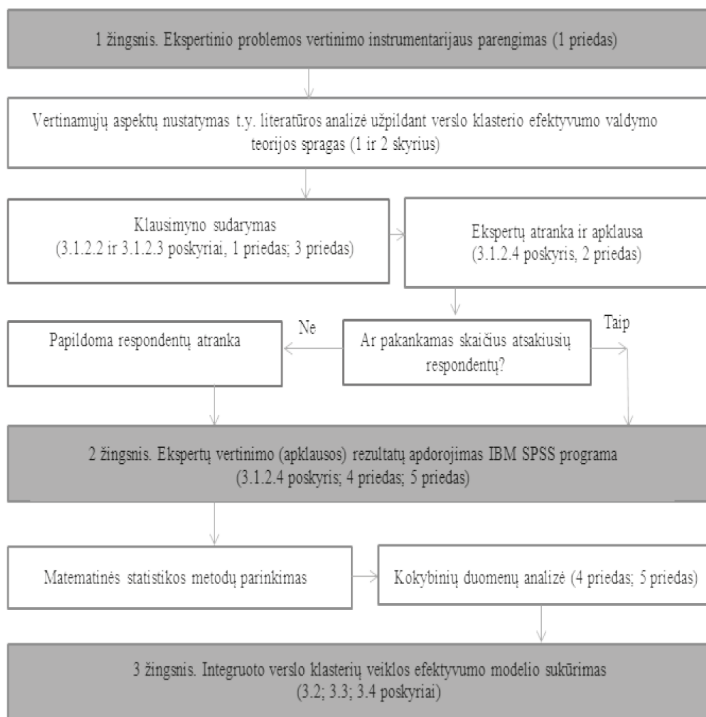 1 žingsnis. Ekspertinio problemos vertinimo instrumentarijaus parengimas (1 priedas)
Vertinamųjų aspektų nustatymas t.y. literatūros analizė užpildant verslo klasterio efektyvumo valdymo
teorijos spragas (1 ir 2 skyrius)
Klausimyno sudarymas
(3.1.2.2 ir 3.1.2.3 poskyriai, 1 priedas; 3 priedas)
Ekspertų atranka ir apklausa
(3.1.2.4 poskyris, 2 priedas)
Ne
Taip
Papildoma respondentų atranka
Ar pakankamas skaičius atsakiusių
respondentų?
2 žingsnis. Ekspertų vertinimo (apklausos) rezultatų apdorojimas IBM SPSS programa
(3.1.2.4 poskyris; 4 priedas; 5 priedas)
Matematinės statistikos metodų parinkimas
Kokybinių duomenų analizė (4 priedas; 5 priedas)
3 žingsnis. Integruoto verslo klasterių veiklos efektyvumo modelio sukūrimas
(3.2; 3.3; 3.4 poskyriai)